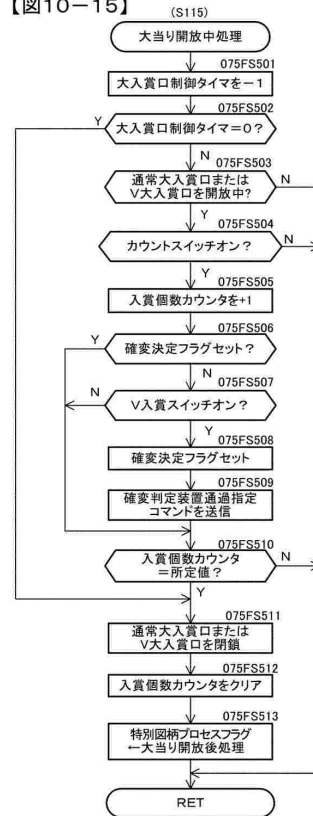 【図10-15】
(S115)
大当り開放中処理
075FS501
大入賞口制御タイマを－1
075FS502
Y
大入賞口制御タイマ＝0？
N
075FS503
通常大入賞口または
V大入賞口を開放中？
N
Y
075FS504
カウントスイッチオン？
N
Y
075FS505
入賞個数カウンタを+1
075FS506
Y
確変決定フラグセット？
N
075FS507
N
V入賞スイッチオン？
Y
075FS508
確変決定フラグセット
075FS509
確変判定装置通過指定
コマンドを送信
075FS510
入賞個数カウンタ
＝所定値？
N
Y
075FS511
通常大入賞口または
V大入賞口を閉鎖
075FS512
入賞個数カウンタをクリア
075FS513
特別図柄プロセスフラグ
←大当り開放後処理
RET